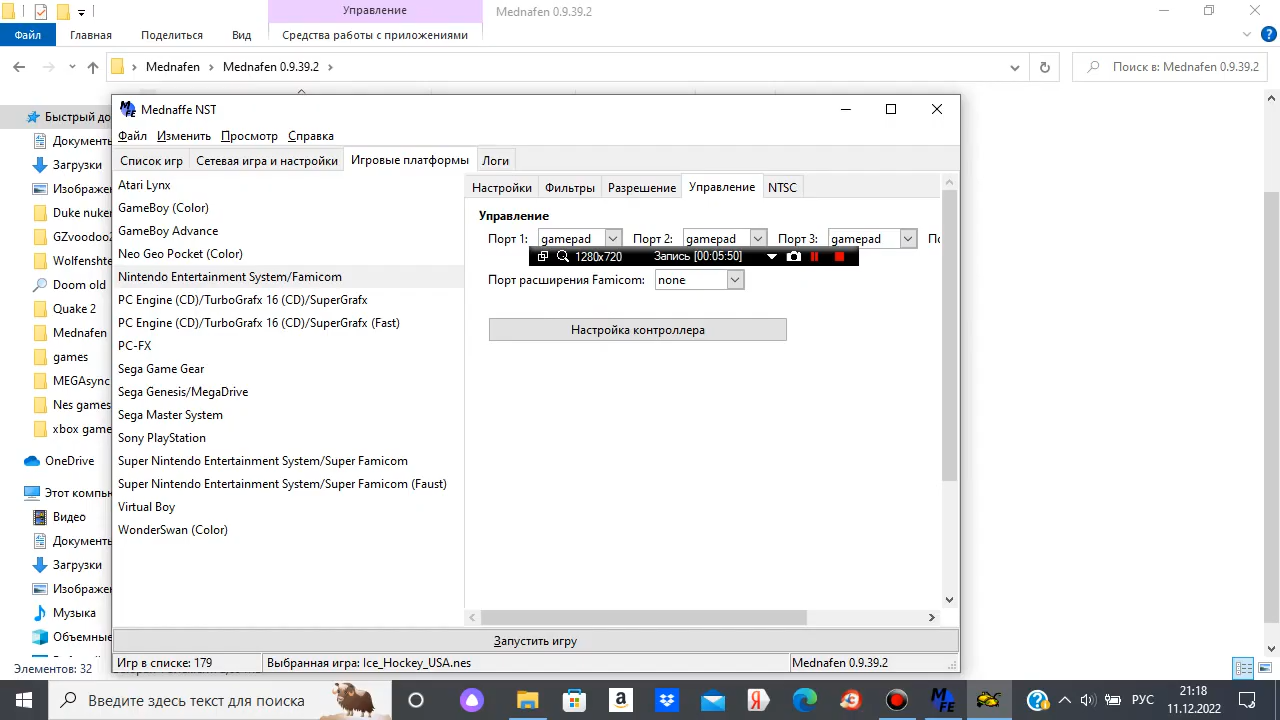 Управление
Mednafen 0.9.39.2
Файл
Главная
Поделиться
Вид
Средства работы с приложениями
Mednafen
Mednafen 0.9.39.2
Поиск в: Mednafen 0.9.39.2
Быстрый до
Документы
Загрузки
Изображен
Duke nuken
GZvoodoo2
Wolfenshte
Doom old
Quake 2
Mednafen
games
MEGAsync
Nes games
xbox game
OneDrive
Этот компь
Видео
Документы
Загрузки
Изображен
Музыка
Объемные
Элементов: 32
Mednaffe NST
Файл Изменить Просмотр Справка
Список игр Сетевая игра и настройки Игровые платформы Логи
Atari Lynx
GameBoy (Color)
GameBoy Advance
Neo Geo Pocket (Color)
Nintendo Entertainment System/Famicom
PC Engine (CD)/TurboGrafx 16 (CD)/SuperGrafx
PC Engine (CD)/TurboGrafx 16 (CD)/SuperGrafx (Fast)
PC-FX
Sega Game Gear
Sega Genesis/MegaDrive
Sega Master System
Sony PlayStation
Super Nintendo Entertainment System/Super Famicom
Super Nintendo Entertainment System/Super Famicom (Faust)
Virtual Boy
WonderSwan (Color)
Настройки Фильтры Разрешение Управление NTSC
Управление
Порт 1: gamepad Порт 2: gamepad Порт 3: gamepad По
1280x720 Запись [00:05:50]
Порт расширения Famicom: none
Настройка контроллера
Запустить игру
Игр в списке: 179 Выбранная игра: Ice_Hockey_USA.nes Mednafen 0.9.39.2
Введите здесь текст для поиска
РУС
21:18
11.12.2022